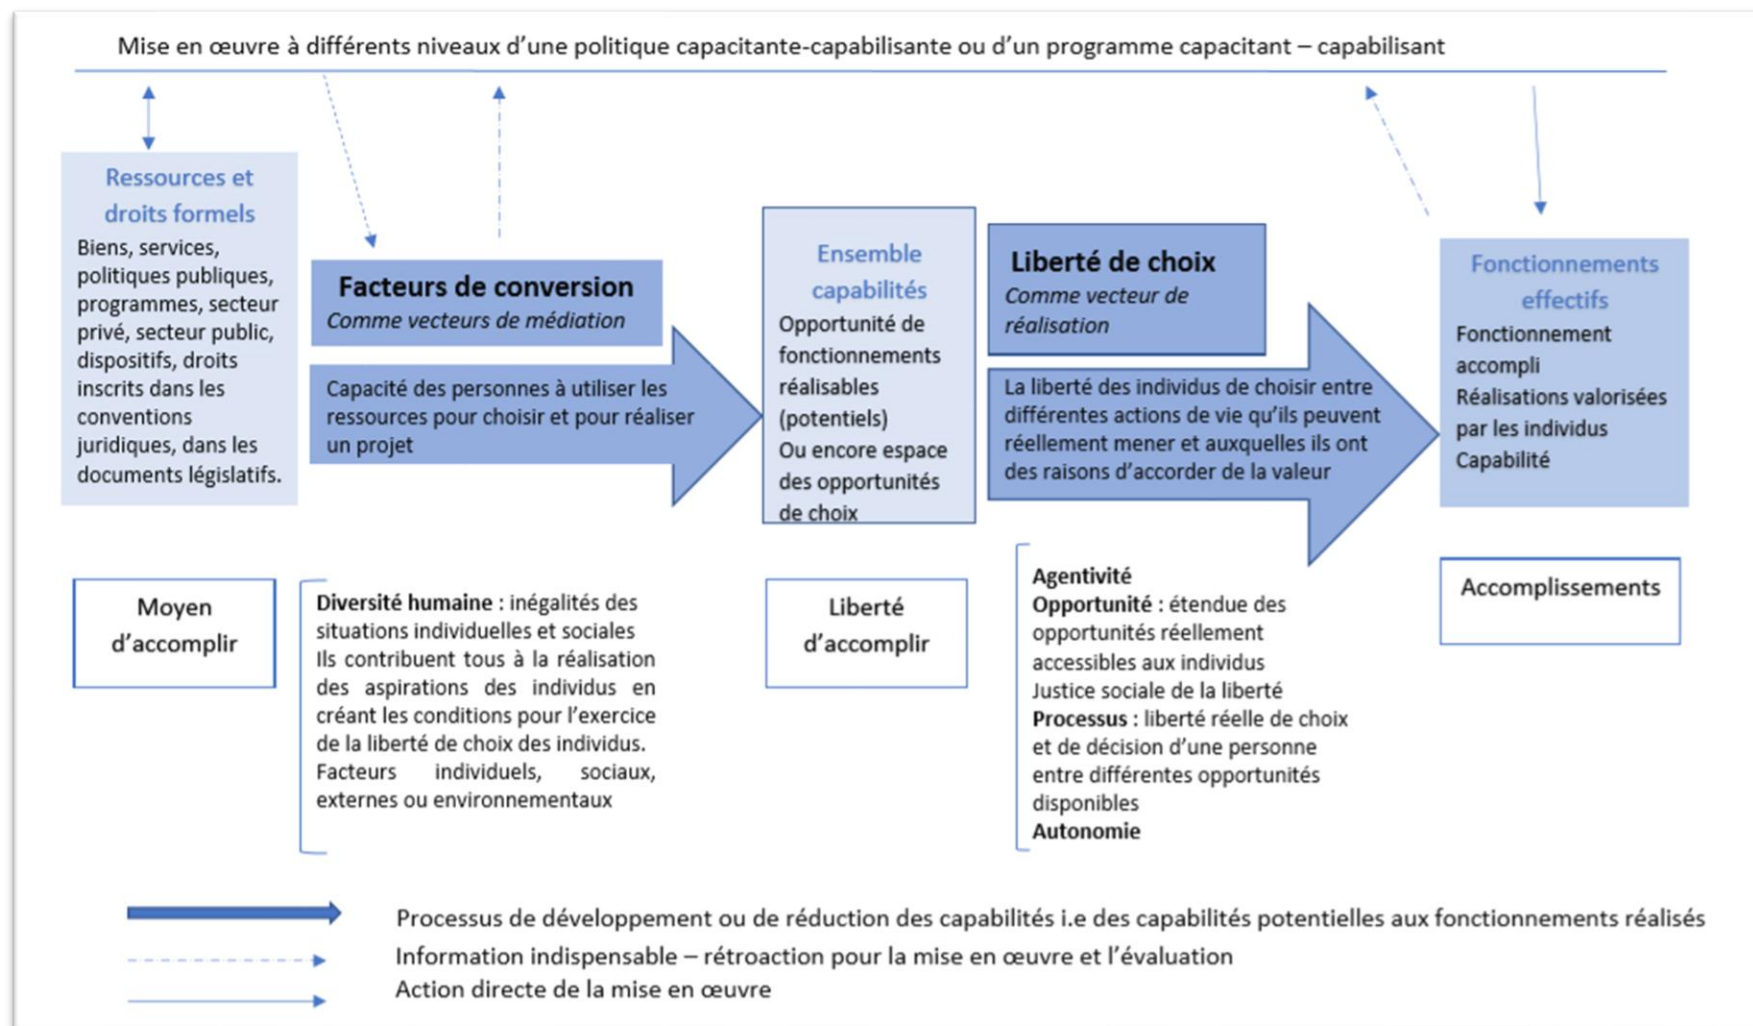 Mise en œuvre à différents niveaux d’une politique capacitante-capabilisante ou d’un programme capacitant – capabilisant
Ressources et
droits formels
Biens, services,
politiques publiques,
programmes, secteur
privé, secteur public,
dispositifs, droits
inscrits dans les
conventions
juridiques, dans les
documents législatifs.
Facteurs de conversion
Comme vecteurs de médiation
Capacité des personnes à utiliser les
ressources pour choisir et pour réaliser
un projet
Ensemble
capabilités
Opportunité de
fonctionnements
réalisables
(potentiels)
Ou encore espace
des opportunités
de choix
Liberté de choix
Comme vecteur de
réalisation
La liberté des individus de choisir entre
différentes actions de vie qu’ils peuvent
réellement mener et auxquelles ils ont
des raisons d’accorder de la valeur
Fonctionnements
effectifs
Fonctionnement
accompli
Réalisations valorisées
par les individus
Capabilité
Moyen
d’accomplir
Diversité humaine : inégalités des
situations individuelles et sociales
Ils contribuent tous à la réalisation
des aspirations des individus en
créant les conditions pour l’exercice
de la liberté de choix des individus.
Facteurs individuels, sociaux,
externes ou environnementaux
Liberté
d’accomplir
Agentivité
Opportunité : étendue des
opportunités réellement
accessibles aux individus
Justice sociale de la liberté
Processus : liberté réelle de choix
et de décision d’une personne
entre différentes opportunités
disponibles
Autonomie
Accomplissements
Processus de développement ou de réduction des capabilités i.e des capabilités potentielles aux fonctionnements réalisés
Information indispensable – rétroaction pour la mise en œuvre et l’évaluation
Action directe de la mise en œuvre